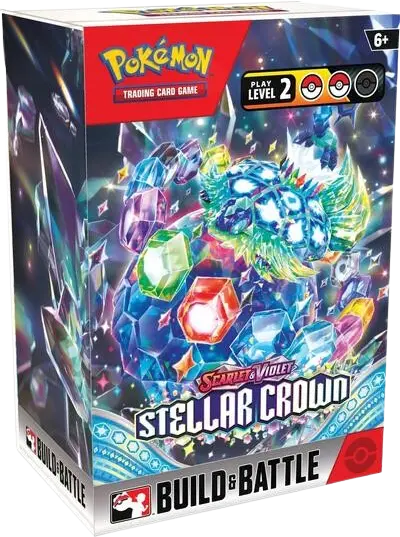 Pokémon
TRADING CARD GAME
6+
PLAY
LEVEL 2
SCARLET & VIOLET
STELLAR CROWN
BUILD & BATTLE